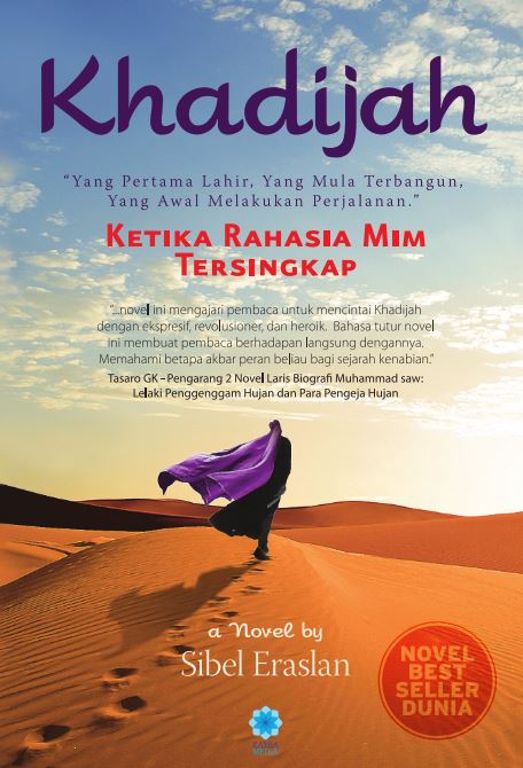 Khadijah
“Yang Pertama Lahir, Yang Mula Terbangun,
Yang Awal Melakukan Perjalanan.”
KETIKA RAHASIA MIM
TERSINGKAP
“...novel ini mengajari pembaca untuk mencintai Khadijah
dengan ekspresif, revolusioner, dan heroik. Bahasa tutur novel
ini membuat pembaca berhadapan langsung dengannya.
Memahami betapa akbar peran beliau bagi sejarah kenabian.”
Tasaro GK – Pengarang 2 Novel Laris Biografi Muhammad saw:
Lelaki Penggenggam Hujan dan Para Pengeja Hujan
a Novel by
Sibel Eraslan
NOVEL
BEST
SELLER
DUNIA
KAYSA
MEDIA